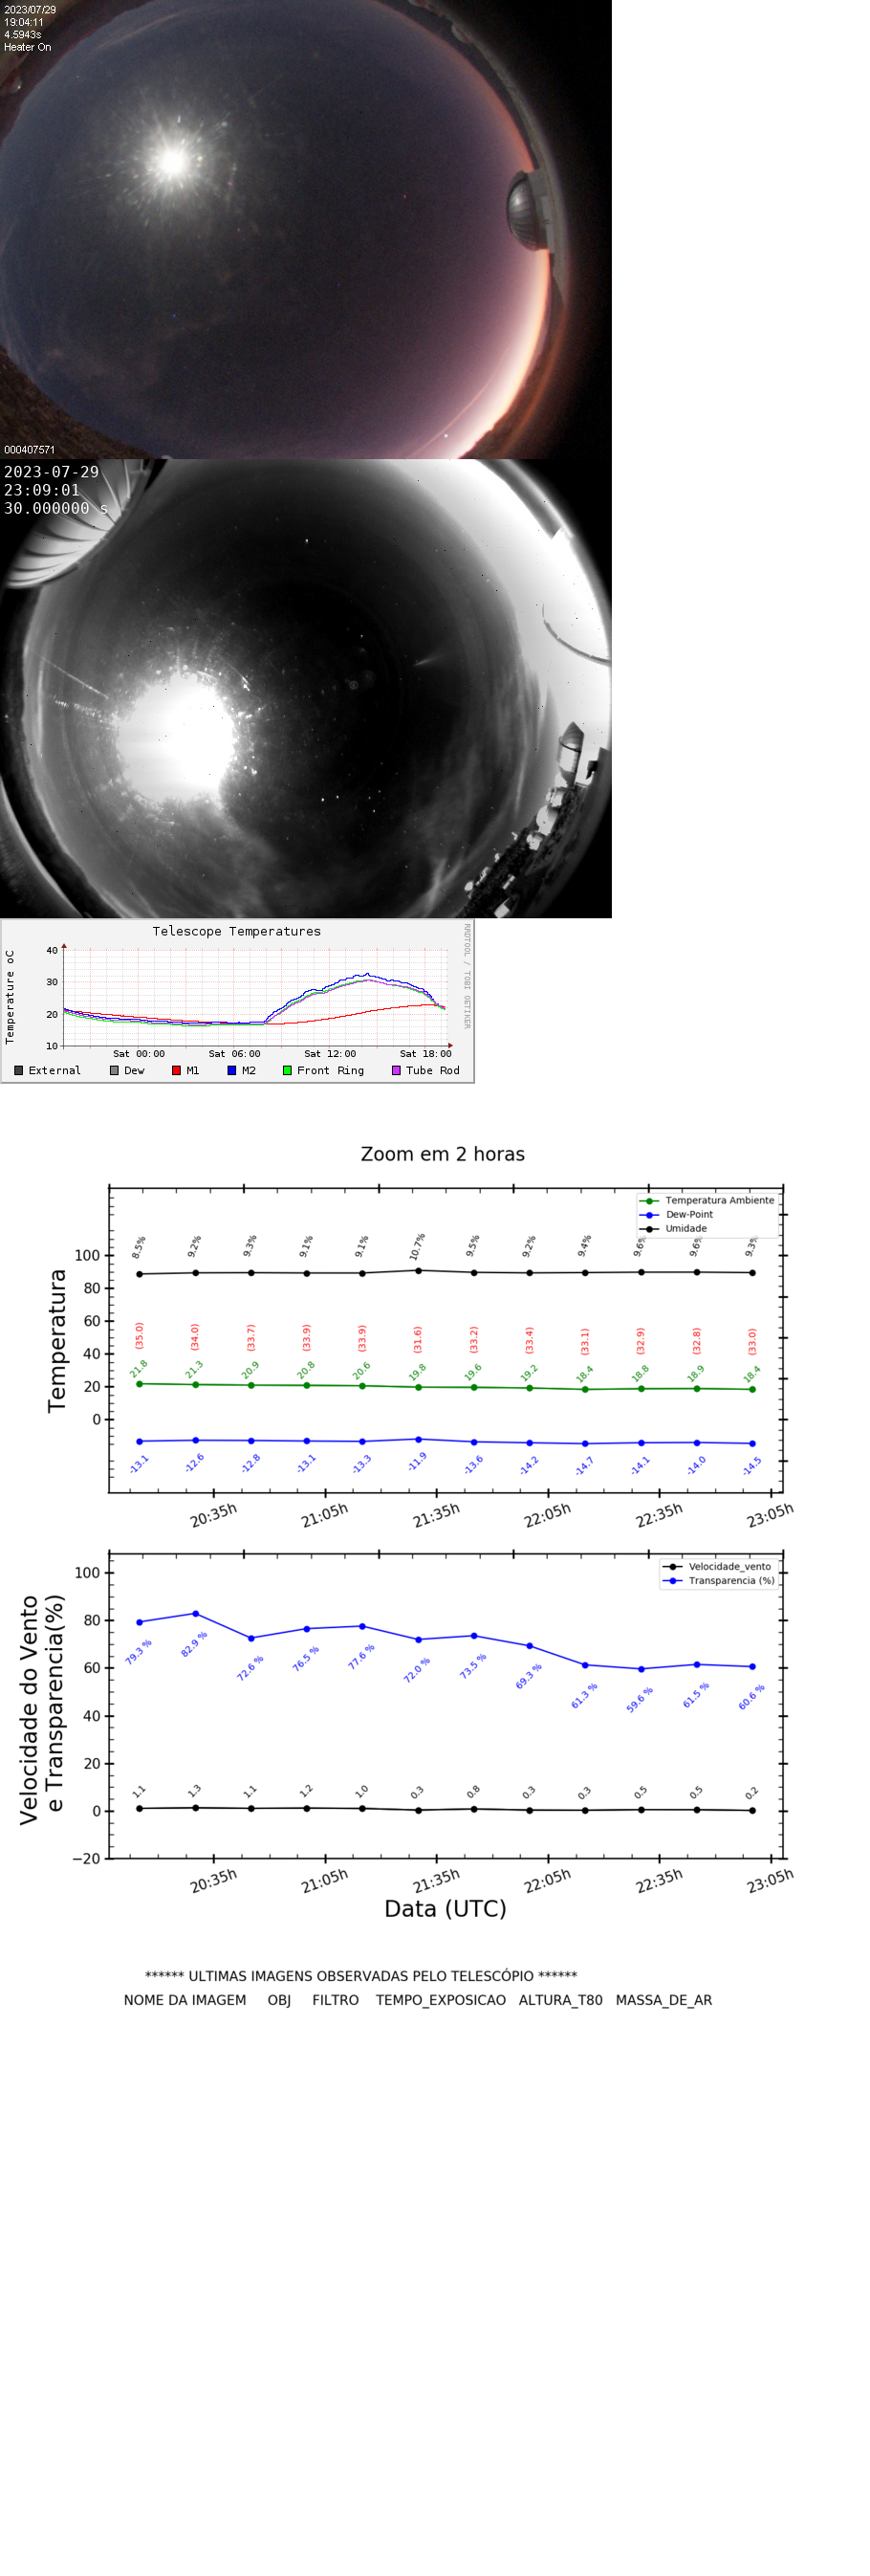 2023/07/29
19:04:11
4.5943s
Heater On
000407571
2023-07-29
23:09:01
30.000000 s
Telescope Temperatures
RRDTOOL / TOBI OETIKER
Temperature oC
40
30
20
10
Sat 00:00 Sat 06:00 Sat 12:00 Sat 18:00
External Dew M1 M2 Front Ring Tube Rod
Zoom em 2 horas
Temperatura Ambiente
Dew-Point
Umidade
8.5% 9.2% 9.3% 9.1% 9.1% 10.7% 9.5% 9.2% 9.4% 9.6% 9.6% 9.3%
Temperatura
100
80
60
40
20
0
(35.0) (34.0) (33.7) (33.9) (33.9) (31.6) (33.2) (33.4) (33.1) (32.9) (32.8) (33.0)
21.8 21.3 20.9 20.8 20.6 19.8 19.6 19.2 18.4 18.8 18.9 18.4
-13.1 -12.6 -12.8 -13.1 -13.3 -11.9 -13.6 -14.2 -14.7 -14.1 -14.0 -14.5
20:35h 21:05h 21:35h 22:05h 22:35h 23:05h
Velocidade_vento
Transparencia (%)
Velocidade do Vento
e Transparencia(%)
100
80
60
40
20
0
−20
79.3 % 82.9 % 72.6 % 76.5 % 77.6 % 72.0 % 73.5 % 69.3 % 61.3 % 59.6 % 61.5 % 60.6 %
1.1 1.3 1.1 1.2 1.0 0.3 0.8 0.3 0.3 0.5 0.5 0.2
20:35h 21:05h 21:35h 22:05h 22:35h 23:05h
Data (UTC)
****** ULTIMAS IMAGENS OBSERVADAS PELO TELESCÓPIO ******
NOME DA IMAGEM OBJ FILTRO TEMPO_EXPOSICAO ALTURA_T80 MASSA_DE_AR